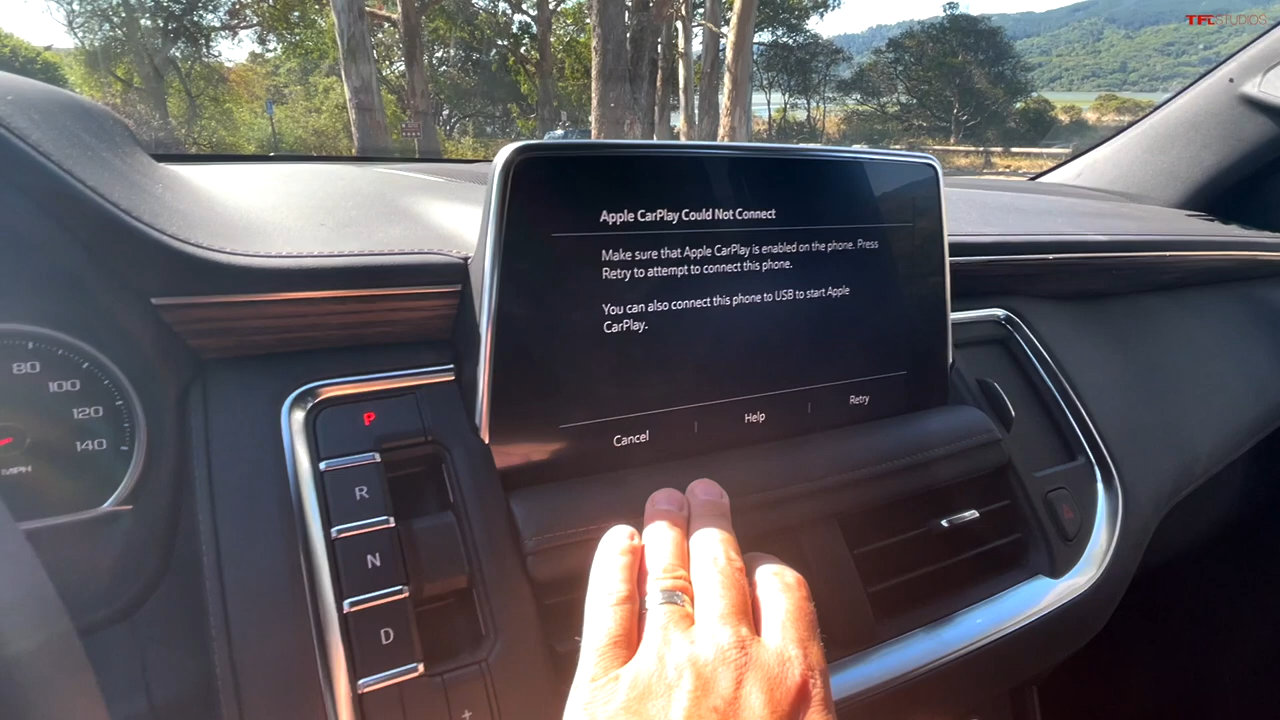 TFLSTUDIOS
Apple CarPlay Could Not Connect
Make sure that Apple CarPlay is enabled on the phone. Press
Retry to attempt to connect this phone.
You can also connect this phone to USB to start Apple
CarPlay.
Cancel
Help
Retry
80
100
120
140
MPH
P
R
N
D
+